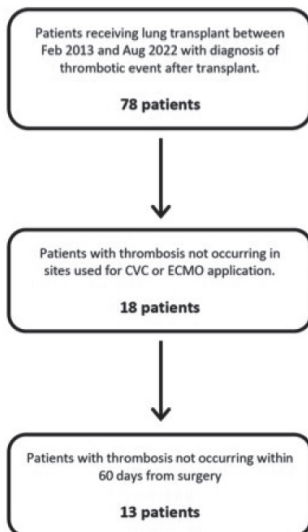 Patients receiving lung transplant between
Feb 2013 and Aug 2022 with diagnosis of
thrombotic event after transplant.
78 patients
Patients with thrombosis not occurring in
sites used for CVC or ECMO application.
18 patients
Patients with thrombosis not occurring within
60 days from surgery
13 patients